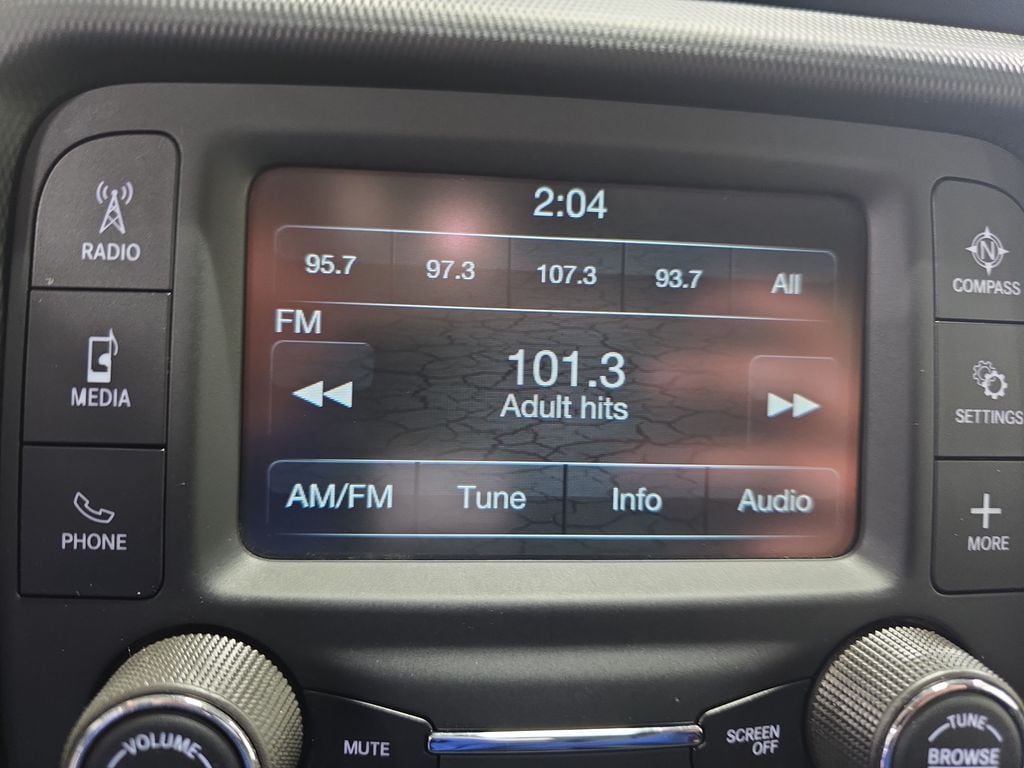 2:04
RADIO
95.7 97.3 107.3 93.7 All
N
COMPASS
FM
101.3
Adult hits
MEDIA
SETTINGS
AM/FM Tune Info Audio
PHONE
MORE
VOLUME
MUTE
SCREEN
OFF
TUNE
BROWSE